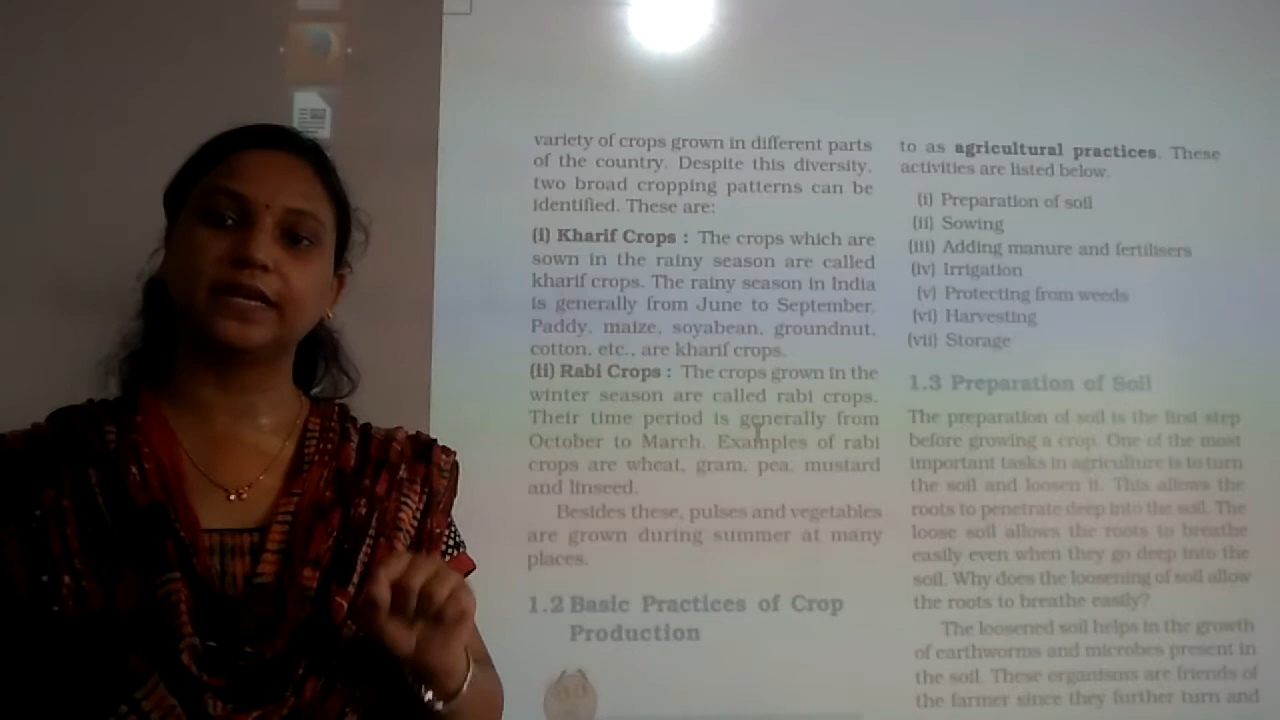 variety of crops grown in different parts
of the country. Despite this diversity,
two broad cropping patterns can be
identified. These are:
(i) Kharif Crops : The crops which are
sown in the rainy season are called
kharif crops. The rainy season in India
is generally from June to September.
Paddy, maize, soyabean, groundnut,
cotton, etc., are kharif crops.
(ii) Rabi Crops : The crops grown in the
winter season are called rabi crops.
Their time period is generally from
October to March. Examples of rabi
crops are wheat, gram, pea, mustard
and linseed.
Besides these, pulses and vegetables
are grown during summer at many
places.
1.2 Basic Practices of Crop
Production
to as agricultural practices. These
activities are listed below.
(i) Preparation of soil
(ii) Sowing
(iii) Adding manure and fertilisers
(iv) Irrigation
(v) Protecting from weeds
(vi) Harvesting
(vii) Storage
1.3 Preparation of Soil
The preparation of soil is the first step
before growing a crop. One of the most
important tasks in agriculture is to turn
the soil and loosen it. This allows the
roots to penetrate deep into the soil. The
loose soil allows the roots to breathe
easily even when they go deep into the
soil. Why does the loosening of soil allow
the roots to breathe easily?
The loosened soil helps in the growth
of earthworms and microbes present in
the soil. These organisms are friends of
the farmer since they further turn and